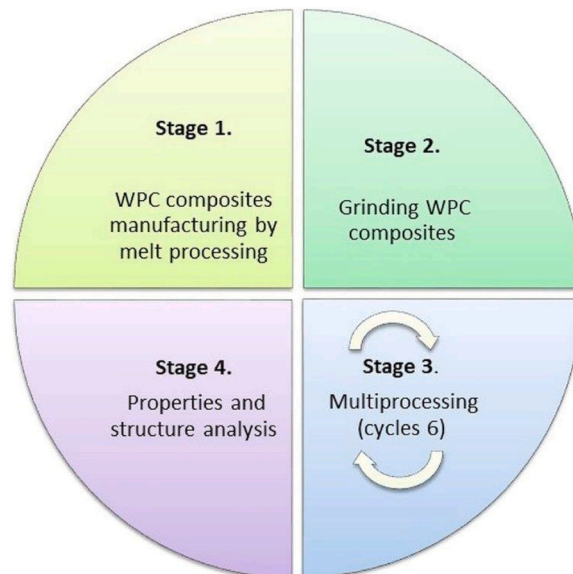 Stage 1.
WPC composites
manufacturing by
melt processing
Stage 2.
Grinding WPC
composites
Stage 3.
Multiprocessing
(cycles 6)
Stage 4.
Properties and
structure analysis